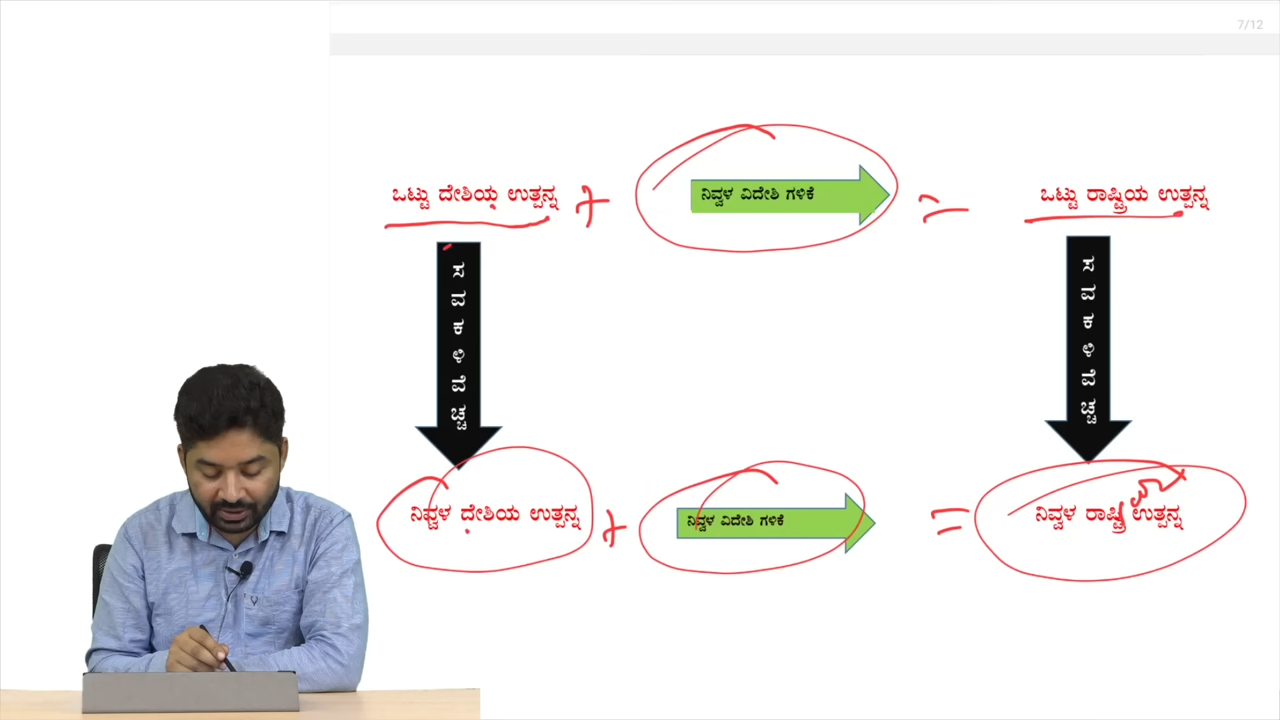 7/12
ಒಟ್ಟು ದೇಶಿಯ ಉತ್ಪನ್ನ + ನಿವ್ವಳ ವಿದೇಶಿ ಗಳಿಕೆ = ಒಟ್ಟು ರಾಷ್ಟ್ರಿಯ ಉತ್ಪನ್ನ
ಸವಕಳಿ ವೆಚ್ಚ
ಸವಕಳಿ ವೆಚ್ಚ
ನಿವ್ವಳ ದೇಶಿಯ ಉತ್ಪನ್ನ + ನಿವ್ವಳ ವಿದೇಶಿ ಗಳಿಕೆ = ನಿವ್ವಳ ರಾಷ್ಟ್ರಿಯ ಉತ್ಪನ್ನ